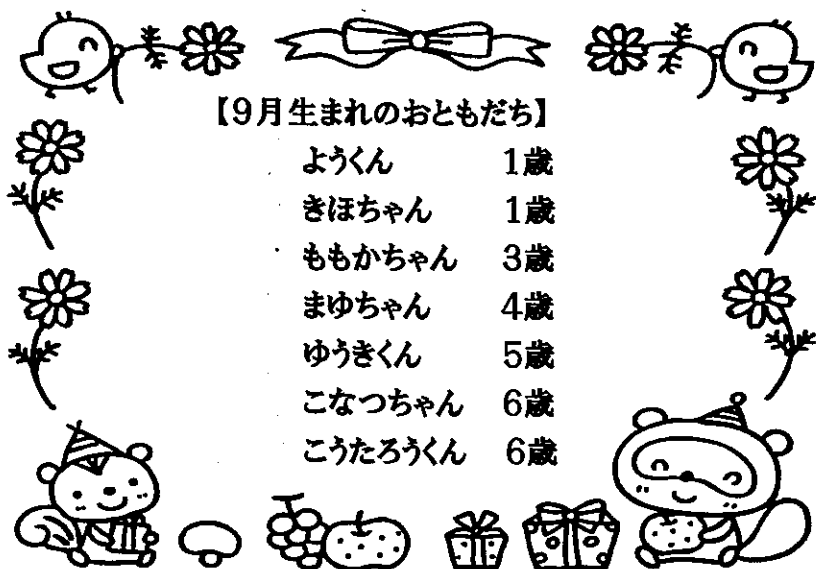 【9月生まれのおともだち】
ようくん 1歳
きほちゃん 1歳
ももかちゃん 3歳
まゆちゃん 4歳
ゆうきくん 5歳
こなつちゃん 6歳
こうたろうくん 6歳